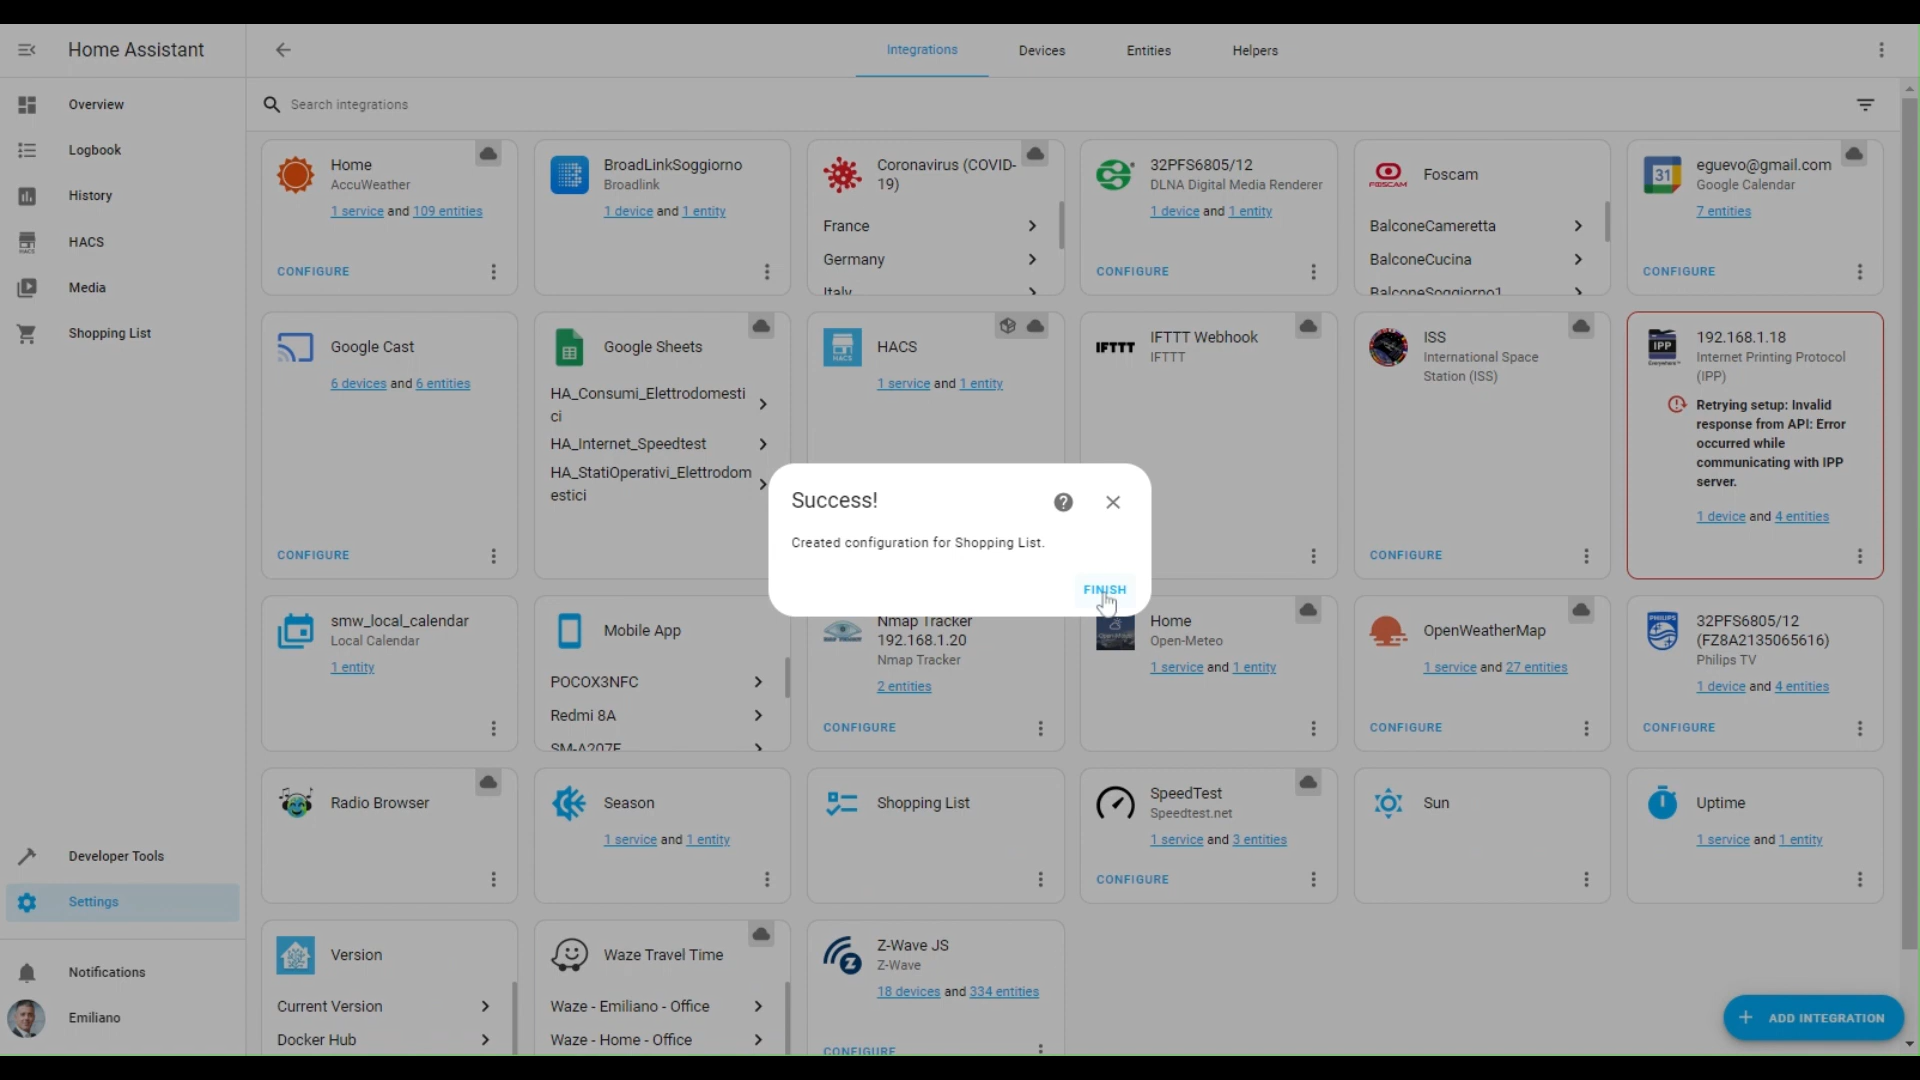 Home Assistant
Integrations
Devices
Entities
Helpers
Overview
Logbook
History
HACS
Media
Shopping List
Developer Tools
Settings
Notifications
Emiliano
Search integrations
Home
AccuWeather
1 service and 109 entities
CONFIGURE
BroadLinkSoggiorno
Broadlink
1 device and 1 entity
Coronavirus (COVID-
19)
France
Germany
Italy
32PFS6805/12
DLNA Digital Media Renderer
1 device and 1 entity
CONFIGURE
FOSCAM
Foscam
BalconeCameretta
BalconeCucina
BalconeSoggiorno1
31
eguevo@gmail.com
Google Calendar
7 entities
CONFIGURE
Google Cast
6 devices and 6 entities
CONFIGURE
Google Sheets
HA_Consumi_Elettrodomesti
ci
HA_Internet_Speedtest
HA_StatiOperativi_Elettrodom
estici
HACS
HACS
1 service and 1 entity
IFTTT
IFTTT Webhook
IFTTT
ISS
International Space
Station (ISS)
CONFIGURE
IPP
192.168.1.18
Internet Printing Protocol
(IPP)
Retrying setup: Invalid
response from API: Error
occurred while
communicating with IPP
server.
1 device and 4 entities
Success!
Created configuration for Shopping List.
FINISH
smw_local_calendar
Local Calendar
1 entity
Mobile App
POCOX3NFC
Redmi 8A
SM-A207F
Nmap Tracker
192.168.1.20
Nmap Tracker
2 entities
CONFIGURE
Home
Open-Meteo
1 service and 1 entity
OpenWeatherMap
1 service and 27 entities
CONFIGURE
PHILIPS
32PFS6805/12
(FZ8A2135065616)
Philips TV
1 device and 4 entities
CONFIGURE
Radio Browser
Season
1 service and 1 entity
Shopping List
SpeedTest
Speedtest.net
1 service and 3 entities
CONFIGURE
Sun
Uptime
1 service and 1 entity
Version
Current Version
Docker Hub
Waze Travel Time
Waze - Emiliano - Office
Waze - Home - Office
Z-Wave JS
Z-Wave
18 devices and 334 entities
CONFIGURE
ADD INTEGRATION